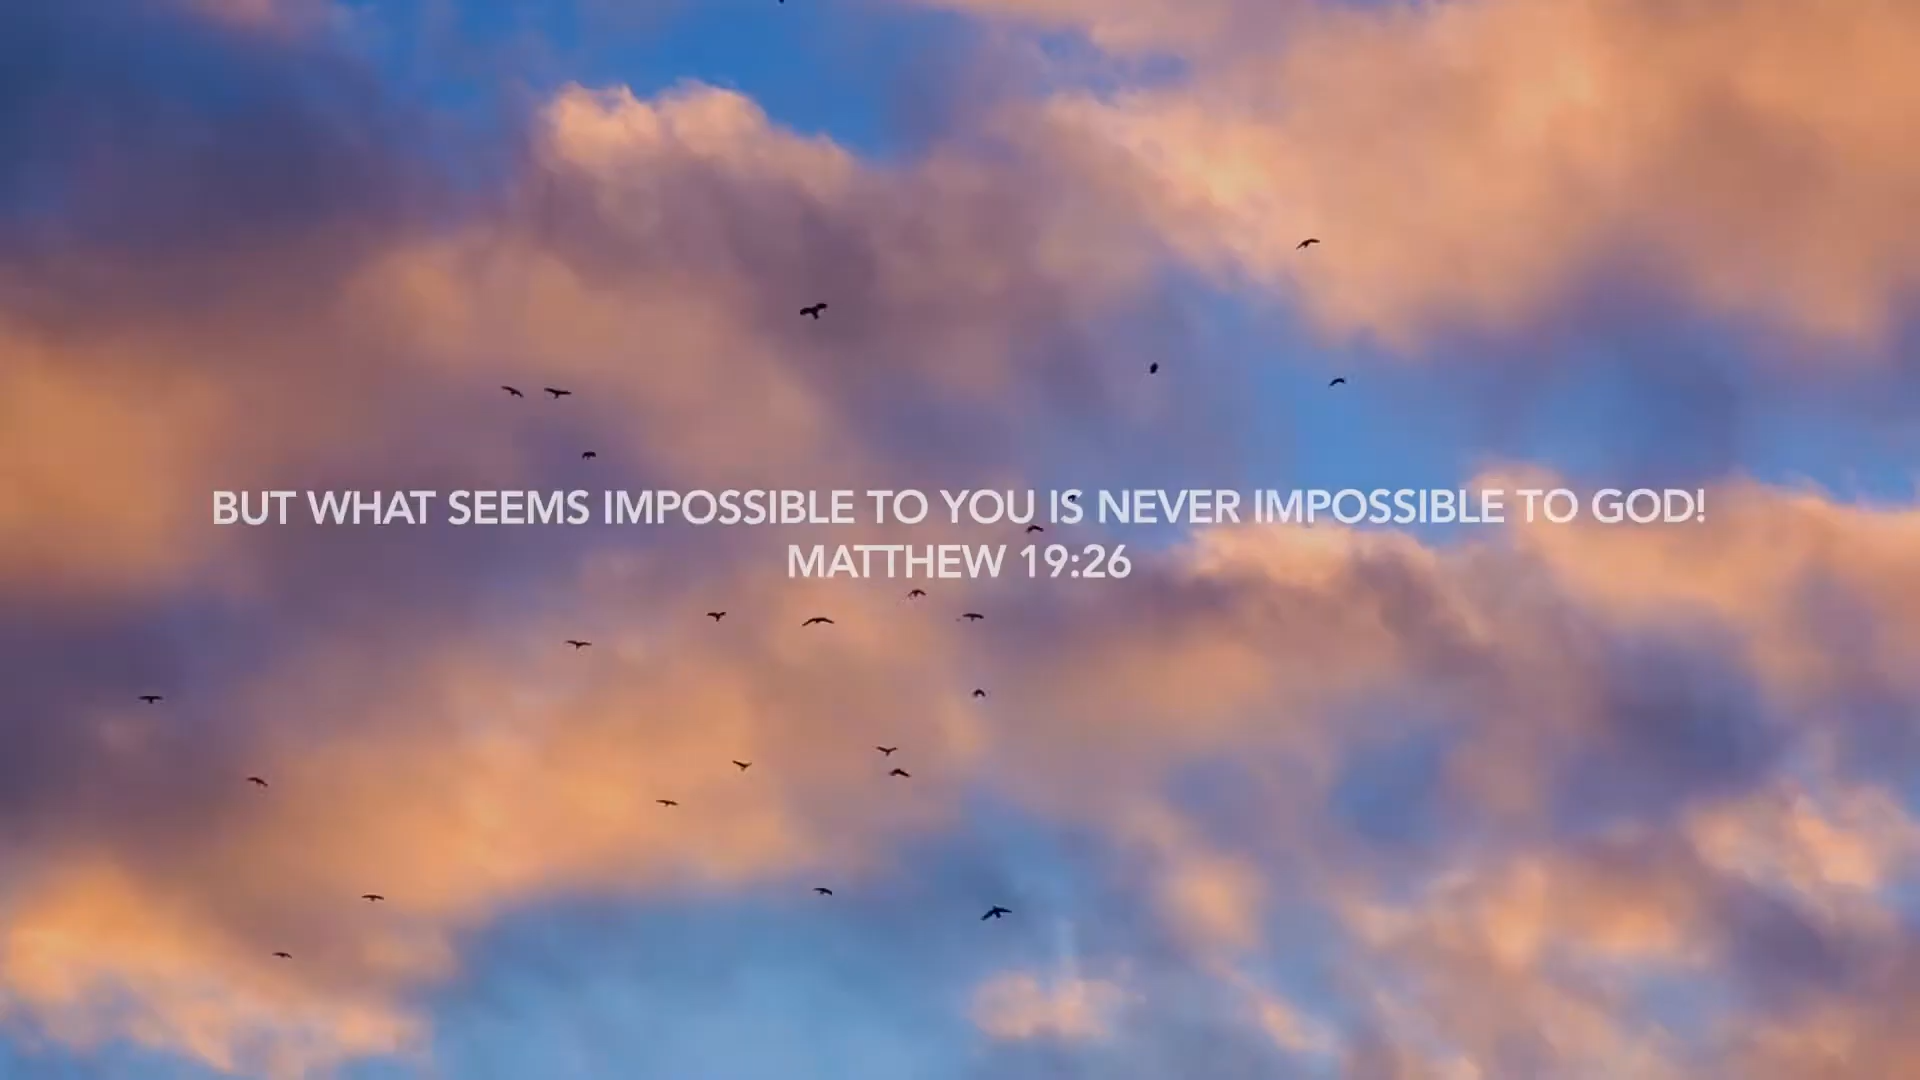 BUT WHAT SEEMS IMPOSSIBLE TO YOU IS NEVER IMPOSSIBLE TO GOD!
MATTHEW 19:26